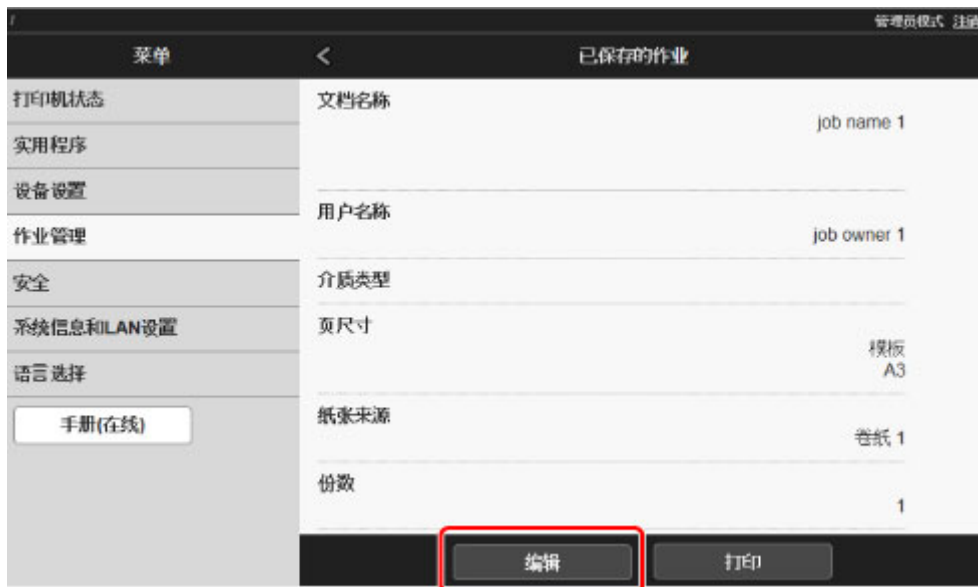 /
管理员模式 注销
菜单
<
已保存的作业
打印机状态
实用程序
设备设置
作业管理
安全
系统信息和LAN设置
语言选择
手册(在线)
文档名称
job name 1
用户名称
job owner 1
介质类型
页尺寸
模板
A3
纸张来源
卷纸 1
份数
1
编辑
打印